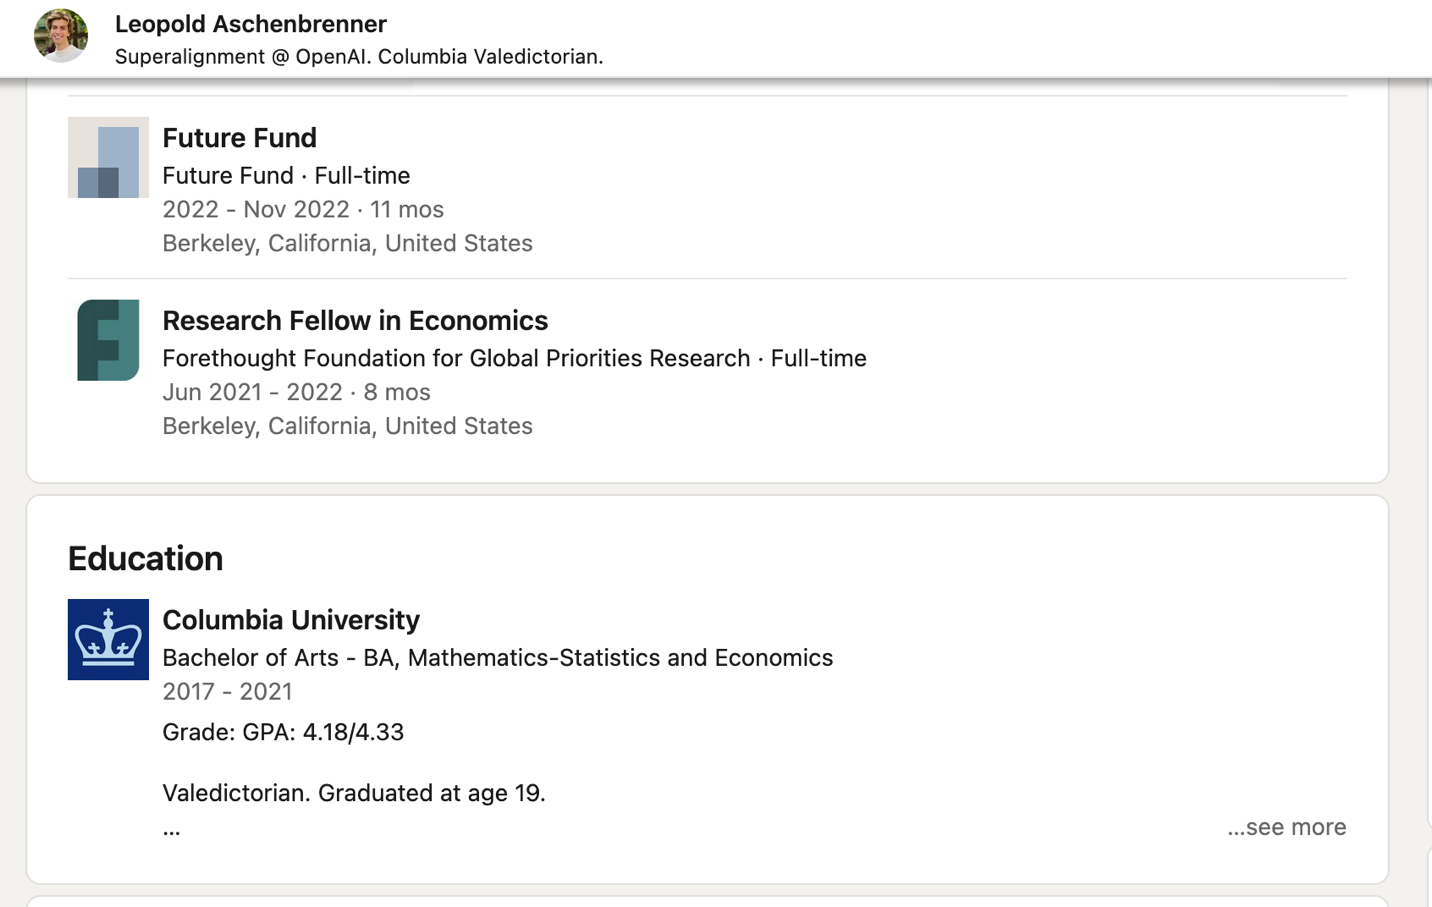 Leopold Aschenbrenner
Superalignment @ OpenAI. Columbia Valedictorian.
Future Fund
Future Fund · Full-time
2022 - Nov 2022 · 11 mos
Berkeley, California, United States
Research Fellow in Economics
Forethought Foundation for Global Priorities Research · Full-time
Jun 2021 - 2022 · 8 mos
Berkeley, California, United States
Education
Columbia University
Bachelor of Arts - BA, Mathematics-Statistics and Economics
2017 - 2021
Grade: GPA: 4.18/4.33
Valedictorian. Graduated at age 19.
...
...see more